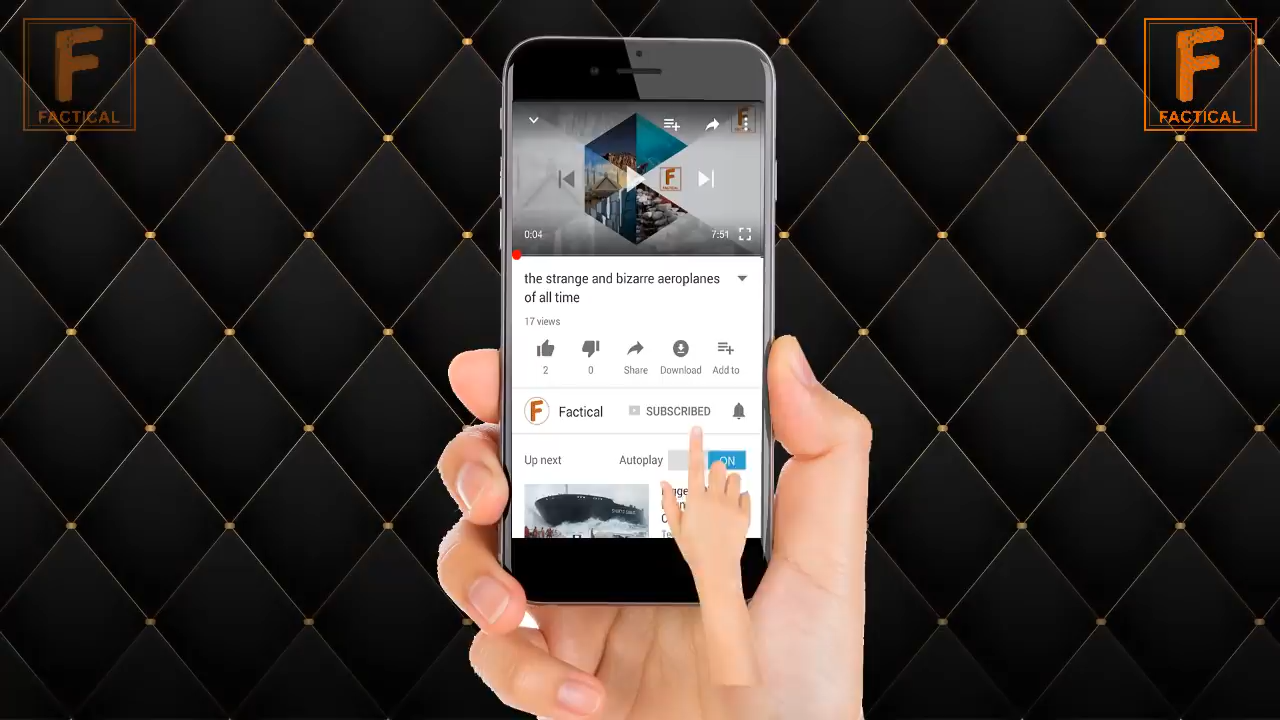 F
FACTICAL
F
FACTICAL
F
0:04
7:51
the strange and bizarre aeroplanes
of all time
17 views
2
0
Share
Download
Add to
F
Factical
SUBSCRIBED
Up next
Autoplay
ON